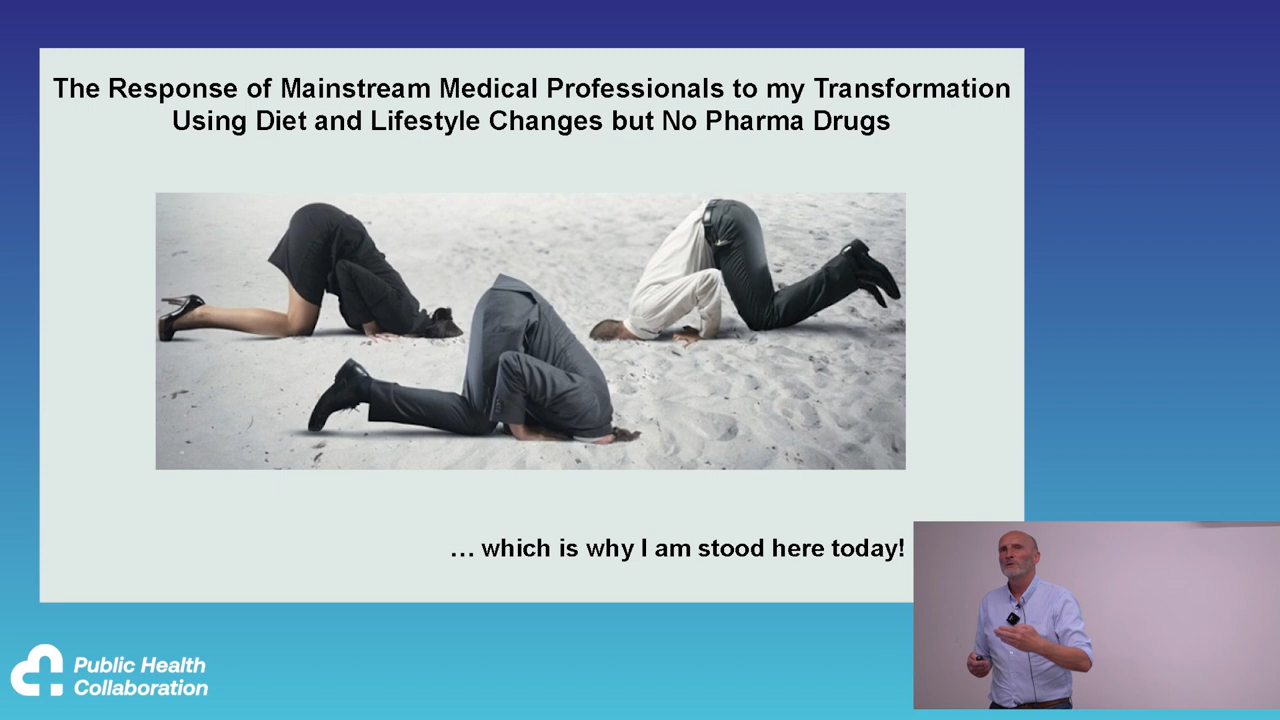 The Response of Mainstream Medical Professionals to my Transformation
Using Diet and Lifestyle Changes but No Pharma Drugs
… which is why I am stood here today!
Public Health
Collaboration